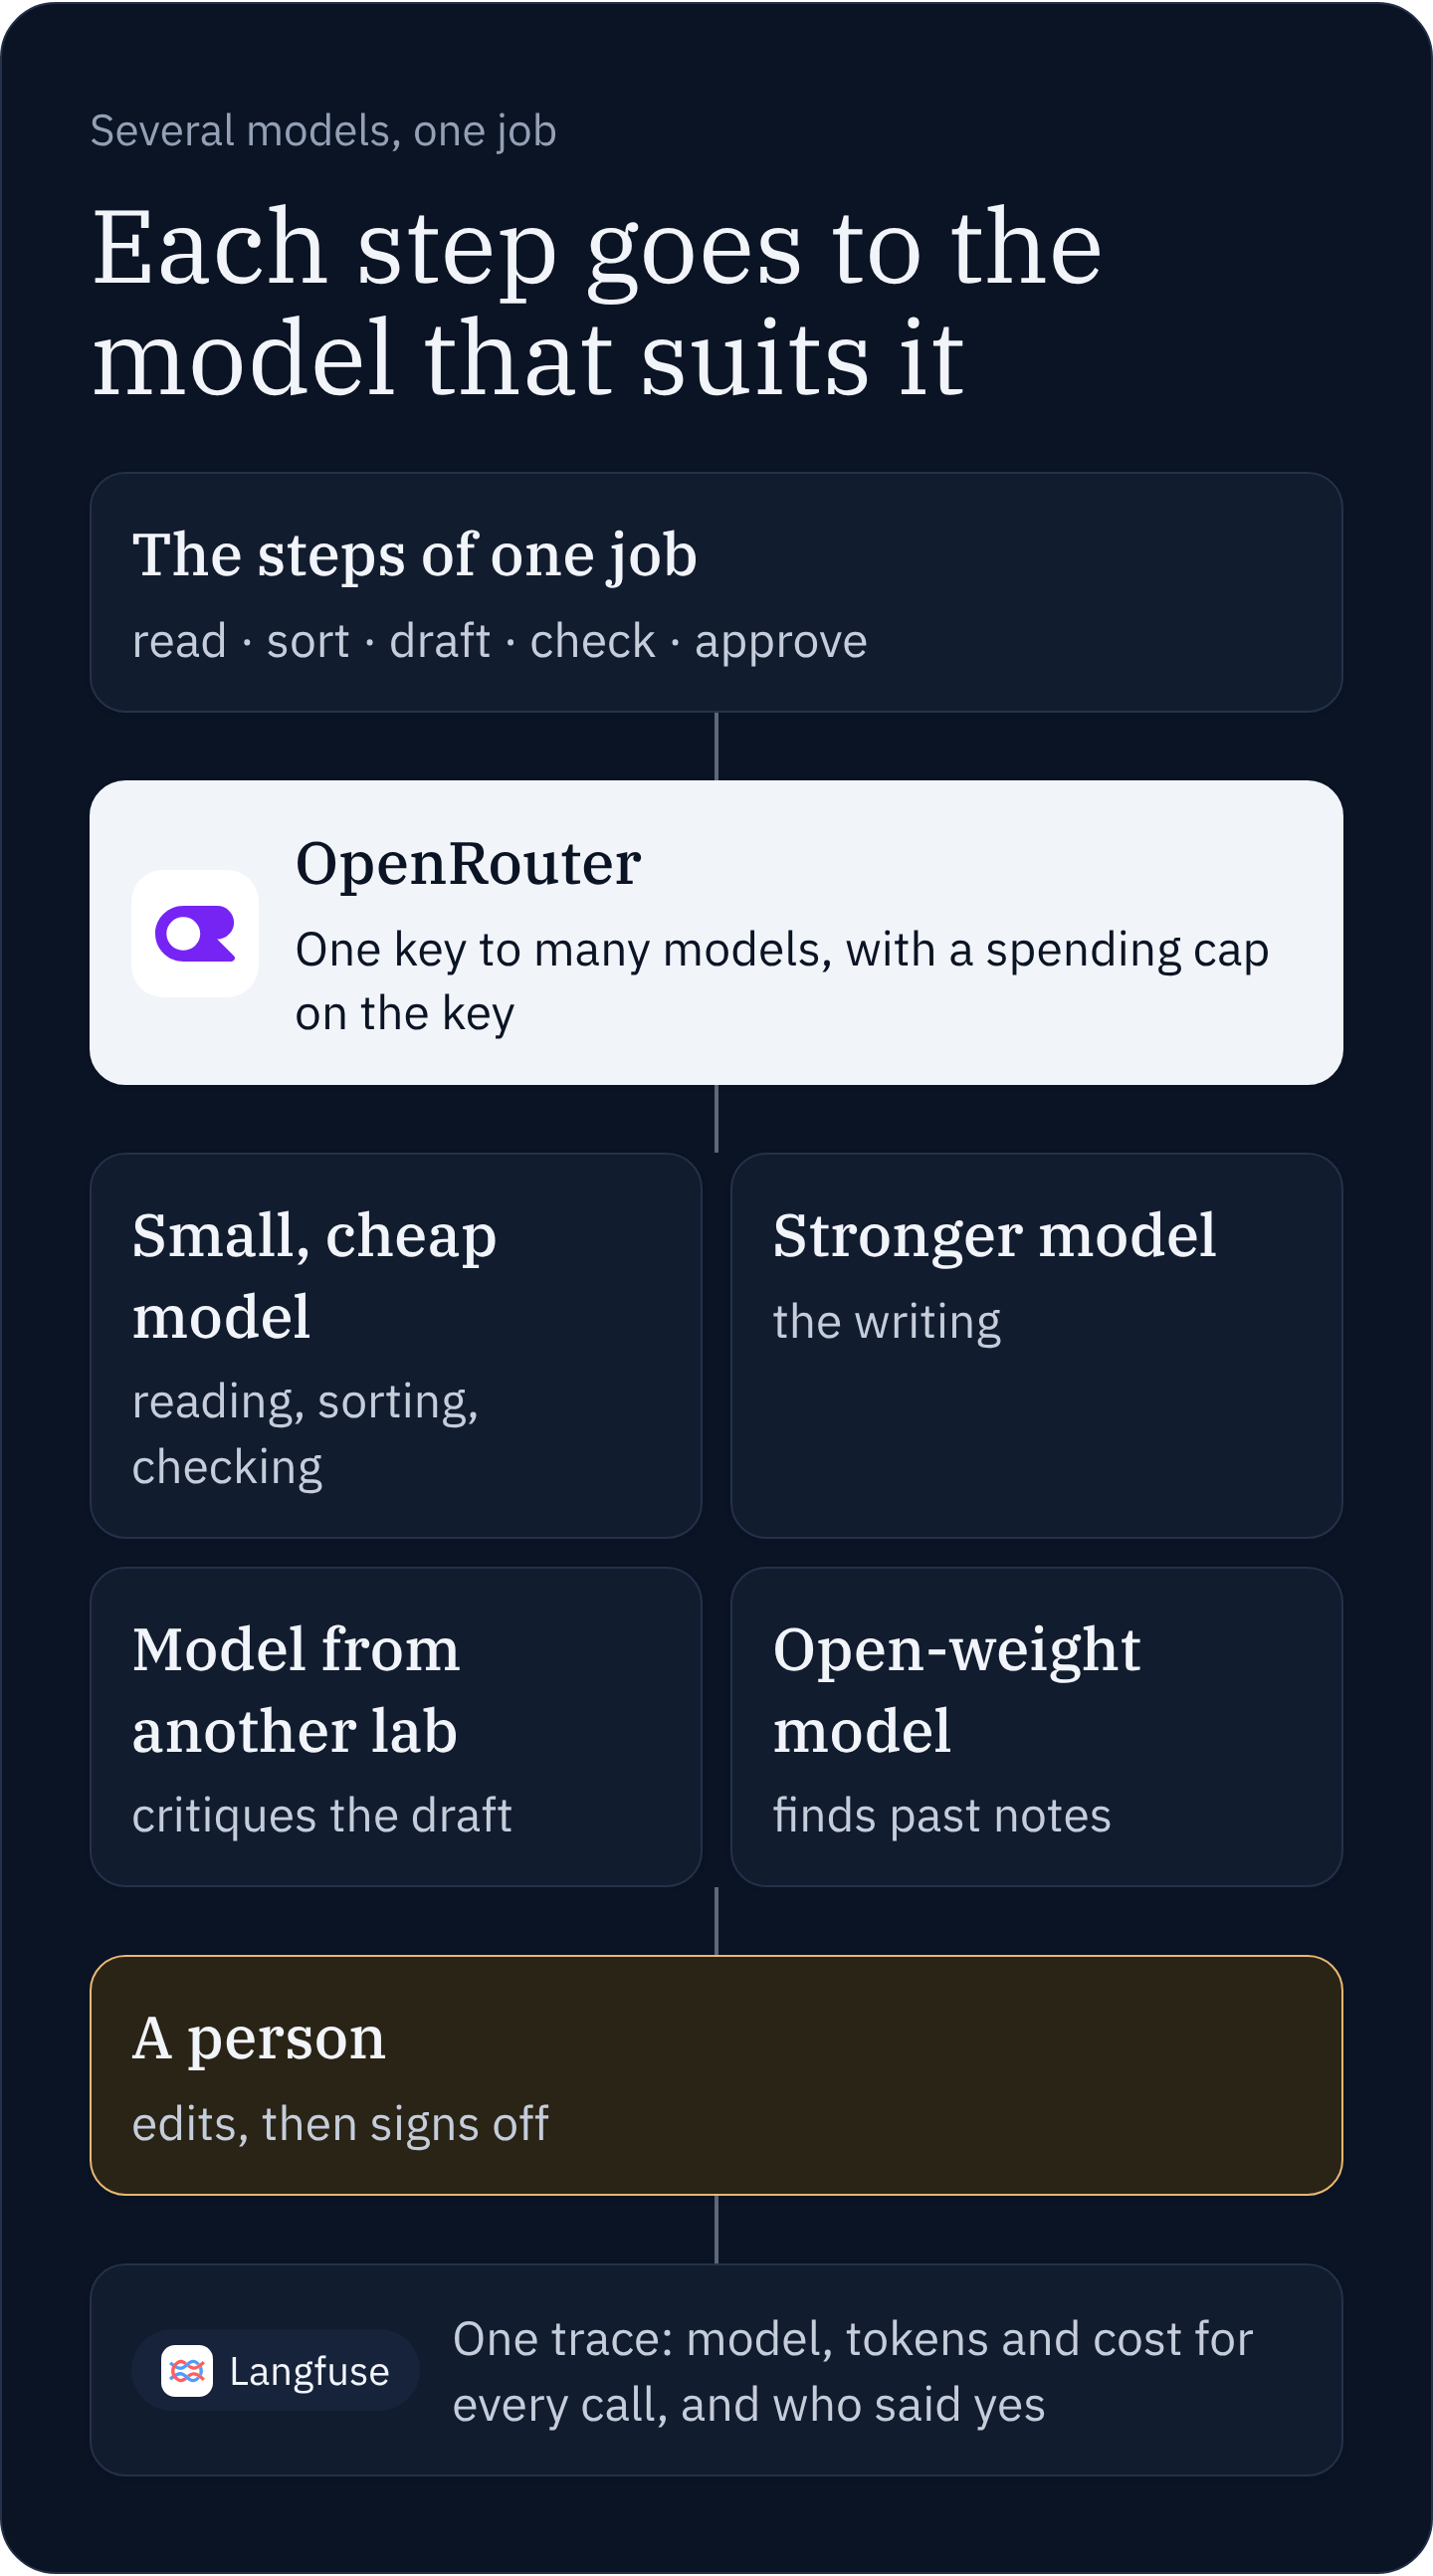 Several models, one job
Each step goes to the
model that suits it
The steps of one job
read · sort · draft · check · approve
OpenRouter
One key to many models, with a spending cap
on the key
Small, cheap
model
reading, sorting,
checking
Stronger model
the writing
Model from
another lab
critiques the draft
Open-weight
model
finds past notes
A person
edits, then signs off
Langfuse
One trace: model, tokens and cost for
every call, and who said yes